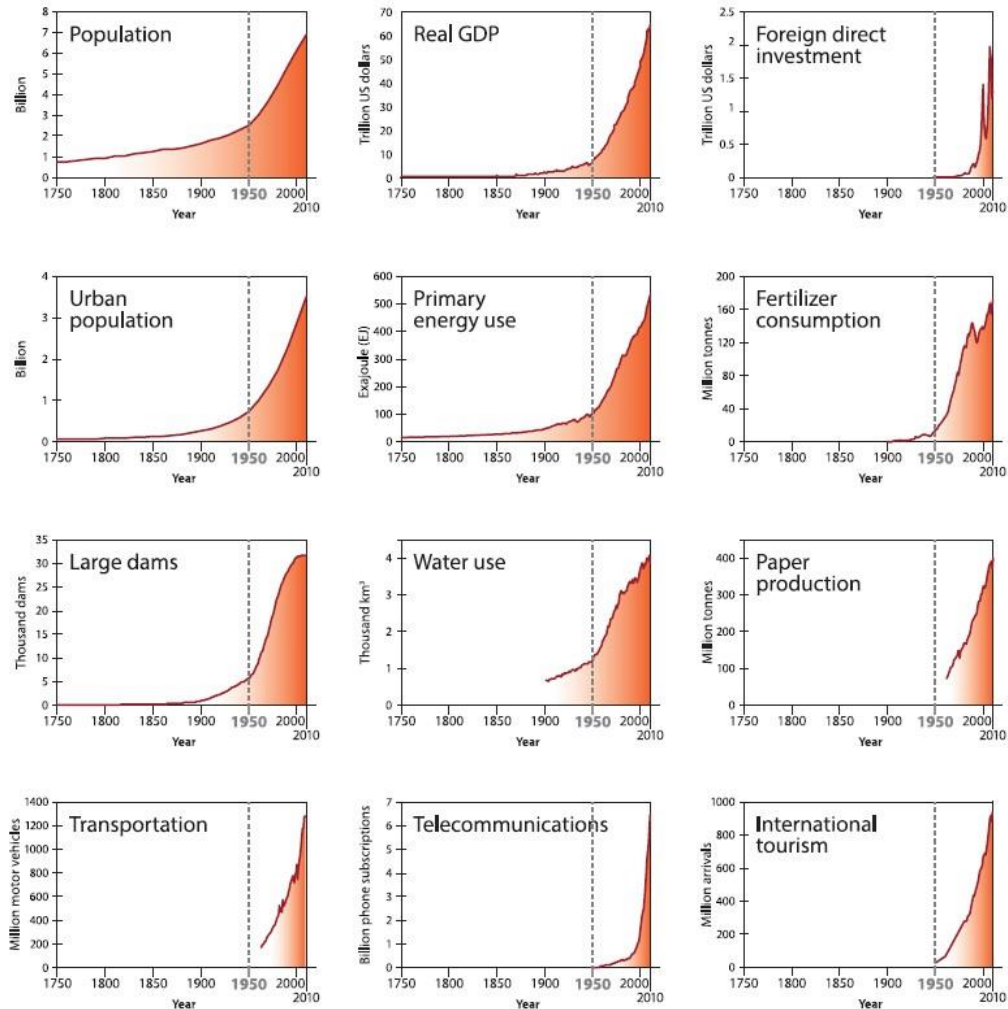 Population
Billion
8
7
6
5
4
3
2
1
0
1750 1800 1850 1900 1950 2000
2010
Year
Real GDP
Trillion US dollars
70
60
50
40
30
20
10
0
1750 1800 1850 1900 1950 2000
2010
Year
Foreign direct
investment
Trillion US dollars
2.5
2
1.5
1
0.5
0
1750 1800 1850 1900 1950 2000
2010
Year
Urban
population
Billion
4
3
2
1
0
1750 1800 1850 1900 1950 2000
2010
Year
Primary
energy use
Exajoule (EJ)
600
500
400
300
200
100
0
1750 1800 1850 1900 1950 2000
2010
Year
Fertilizer
consumption
Million tonnes
200
160
120
80
40
0
1750 1800 1850 1900 1950 2000
2010
Year
Large dams
Thousand dams
35
30
25
20
15
10
5
0
1750 1800 1850 1900 1950 2000
2010
Year
Water use
Thousand km³
4
3
2
1
0
1750 1800 1850 1900 1950 2000
2010
Year
Paper
production
Million tonnes
400
300
200
100
0
1750 1800 1850 1900 1950 2000
2010
Year
Transportation
Million motor vehicles
1400
1200
1000
800
600
400
200
0
1750 1800 1850 1900 1950 2000
2010
Year
Telecommunications
Billion phone subscriptions
7
6
5
4
3
2
1
0
1750 1800 1850 1900 1950 2000
2010
Year
International
tourism
Million arrivals
1000
800
600
400
200
0
1750 1800 1850 1900 1950 2000
2010
Year